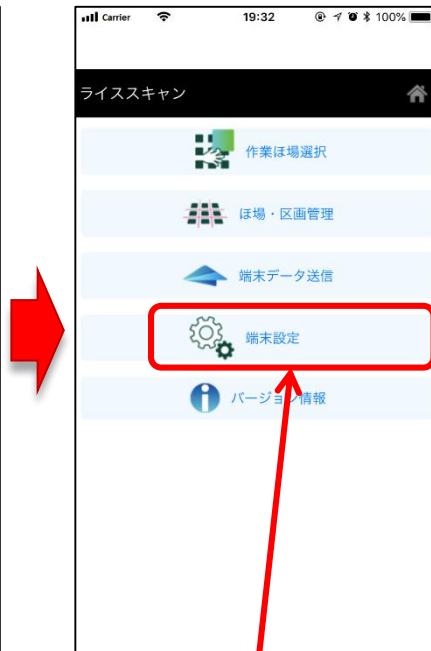 Carrier 19:32 100%
ライススキャン
作業ほ場選択
ほ場・区画管理
端末データ送信
端末設定
バージョン情報